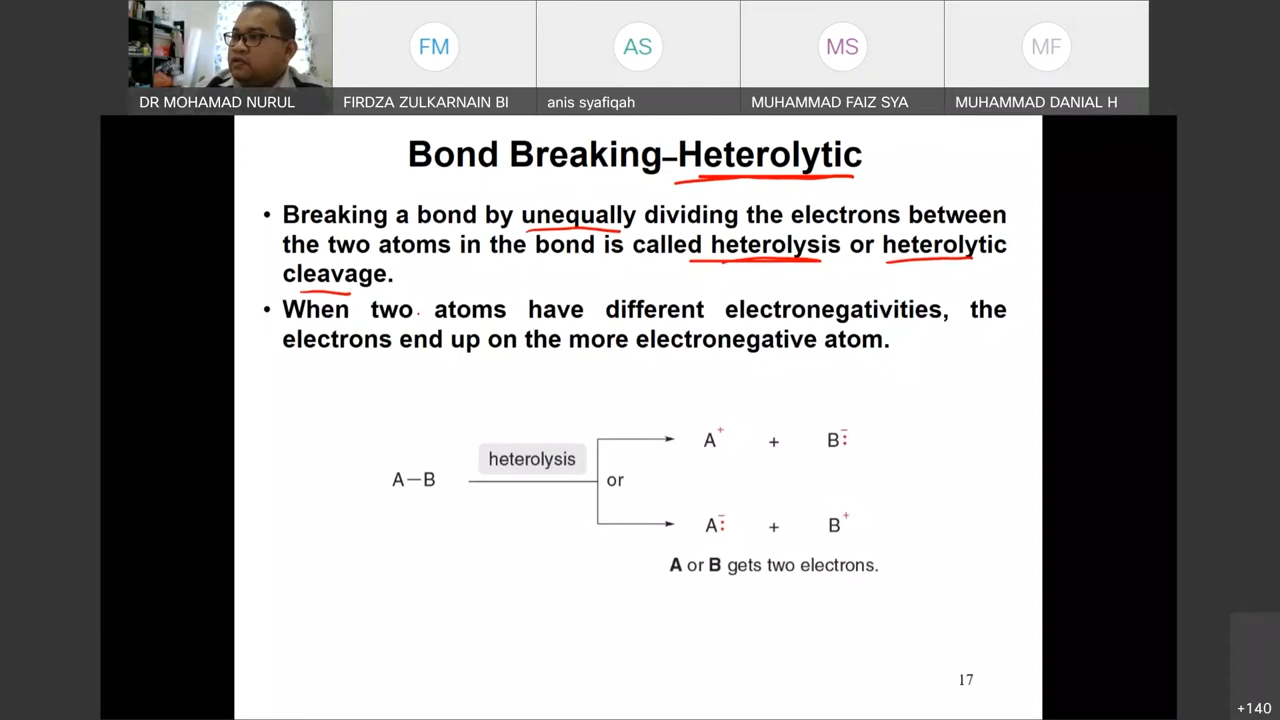 FM
AS
MS
MF
DR MOHAMAD NURUL
FIRDZA ZULKARNAIN BI
anis syafiqah
MUHAMMAD FAIZ SYA
MUHAMMAD DANIAL H
Bond Breaking–Heterolytic
• Breaking a bond by unequally dividing the electrons between
the two atoms in the bond is called heterolysis or heterolytic
cleavage.
• When two atoms have different electronegativities, the
electrons end up on the more electronegative atom.
A⁺ + B:⁻
heterolysis
A—B
or
A:⁻ + B⁺
A or B gets two electrons.
17
+140